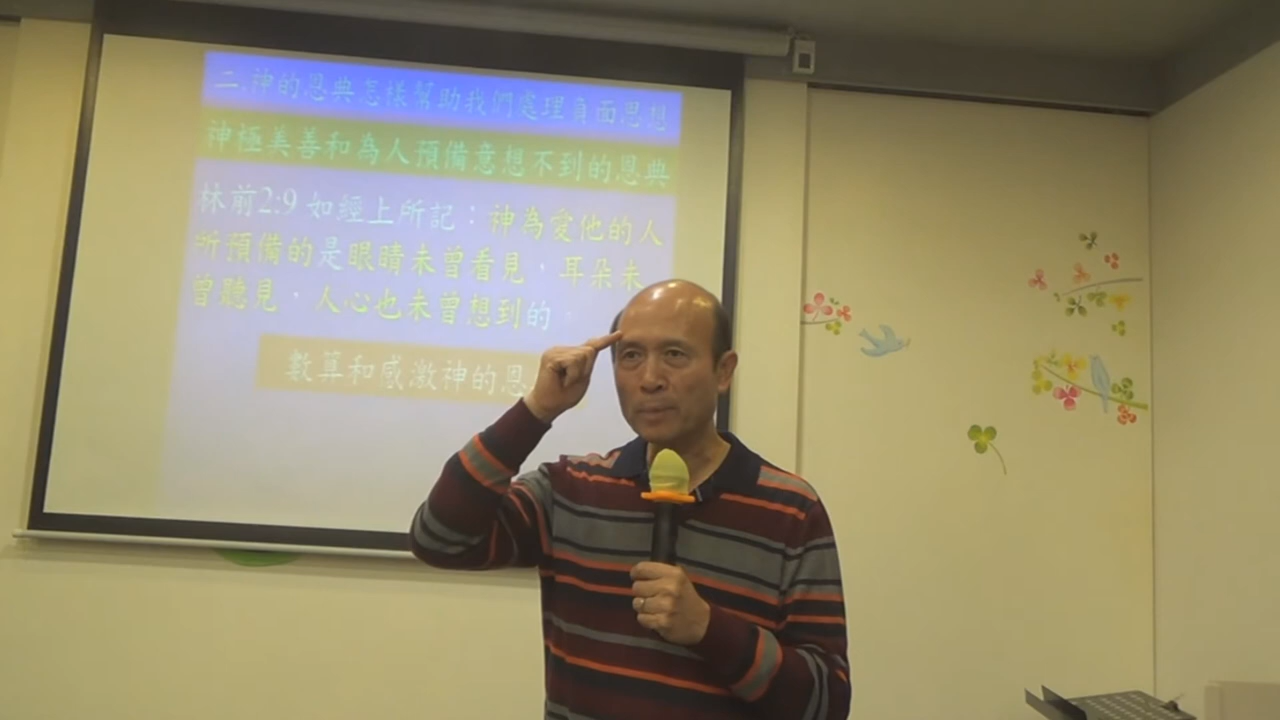 二.神的恩典怎樣幫助我們處理負面思想
神極美善和為人預備意想不到的恩典
林前2:9 如經上所記：神為愛他的人
所預備的是眼睛未曾看見，耳朵未
曾聽見，人心也未曾想到的
數算和感激神的恩